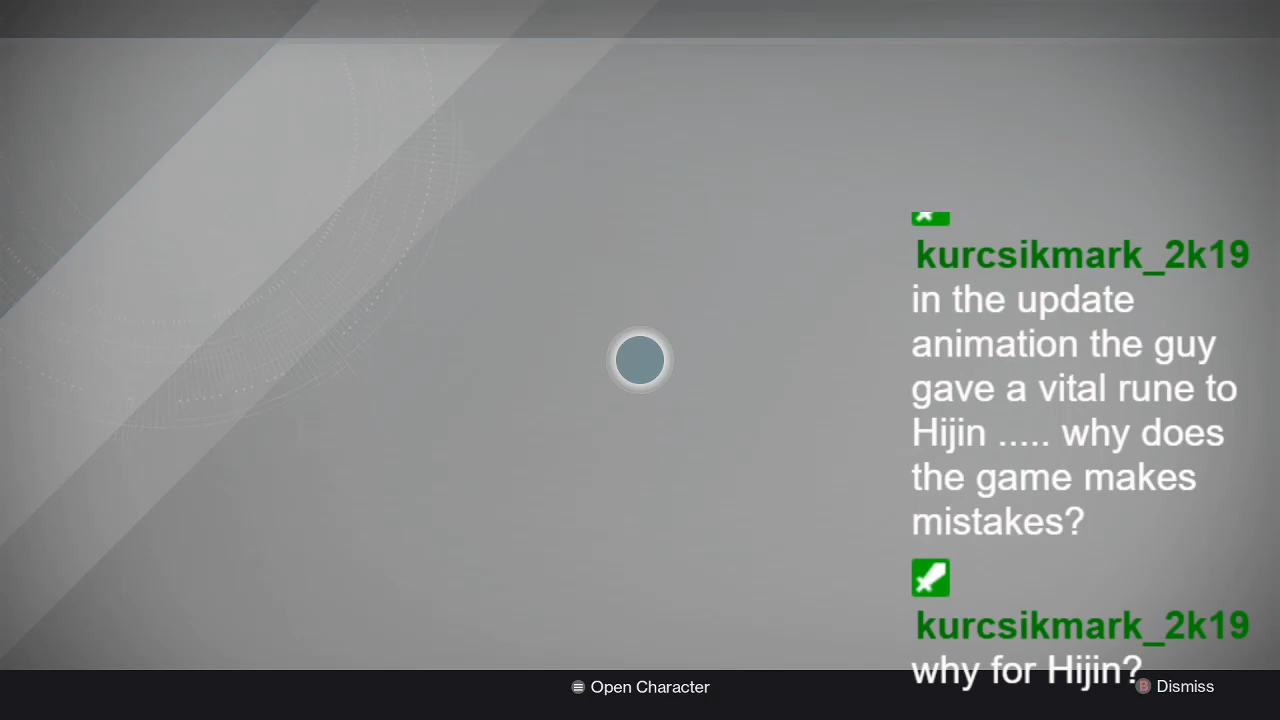 kurcsikmark_2k19
in the update
animation the guy
gave a vital rune to
Hijin ..... why does
the game makes
mistakes?
kurcsikmark_2k19
why for Hijin?
Open Character
B Dismiss